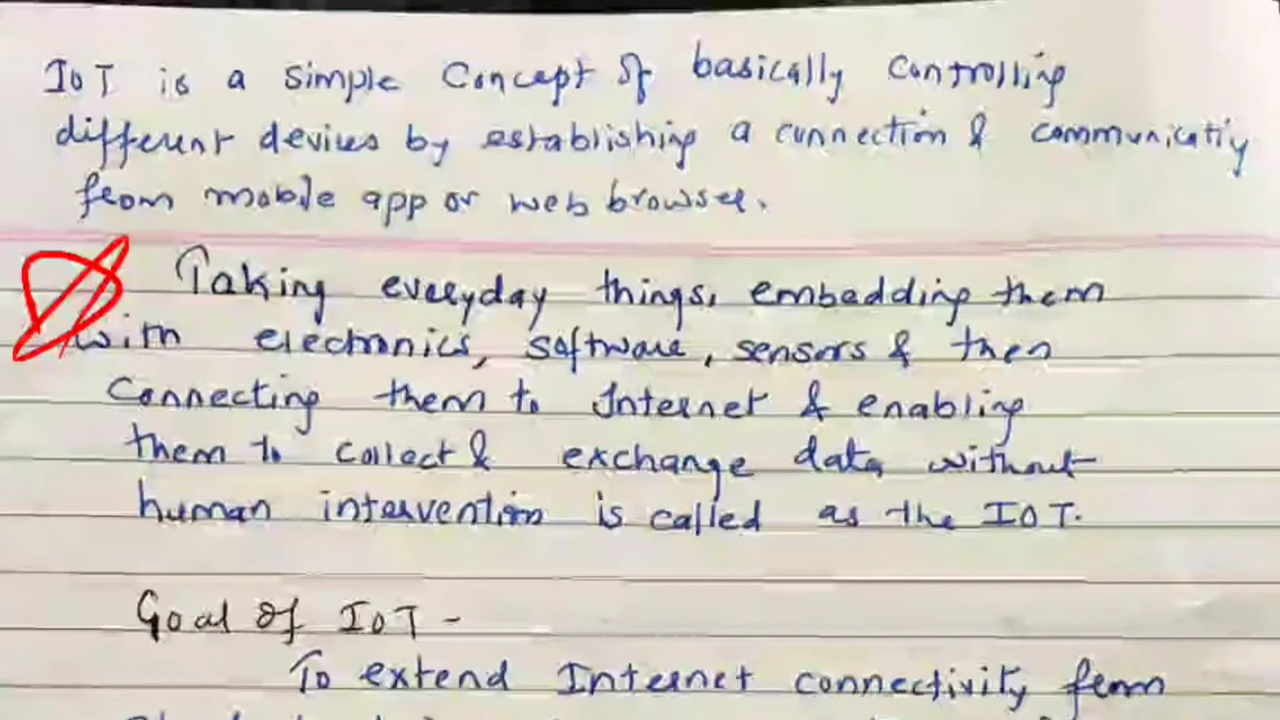 IoT is a simple Concept of basically Controlling
different devices by establishing a connection & communicatiy
from mobile app or web browser.
Taking everyday things, embedding them
with electronics, software, sensors & then
Connecting them to Internet & enabling
them to collect & exchange data without
human intervention is called as the IOT.
Goal of IoT -
To extend Internet connectivity from